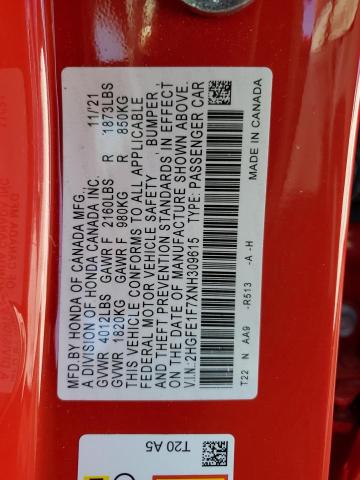 MFD.BY HONDA OF CANADA MFG.
A DIVISION OF HONDA CANADA INC. 11/21
GVWR 4012LBS GAWR F 2160LBS R 1873LBS
GVWR 1820KG GAWR F 980KG R 850KG
THIS VEHICLE CONFORMS TO ALL APPLICABLE
FEDERAL MOTOR VEHICLE SAFETY, BUMPER,
AND THEFT PREVENTION STANDARDS IN EFFECT
ON THE DATE OF MANUFACTURE SHOWN ABOVE.
V.I.N:2HGFE1F7XNH309615 TYPE: PASSENGER CAR
T22 N AA9 -R513 -A -H
MADE IN CANADA
T20 A5